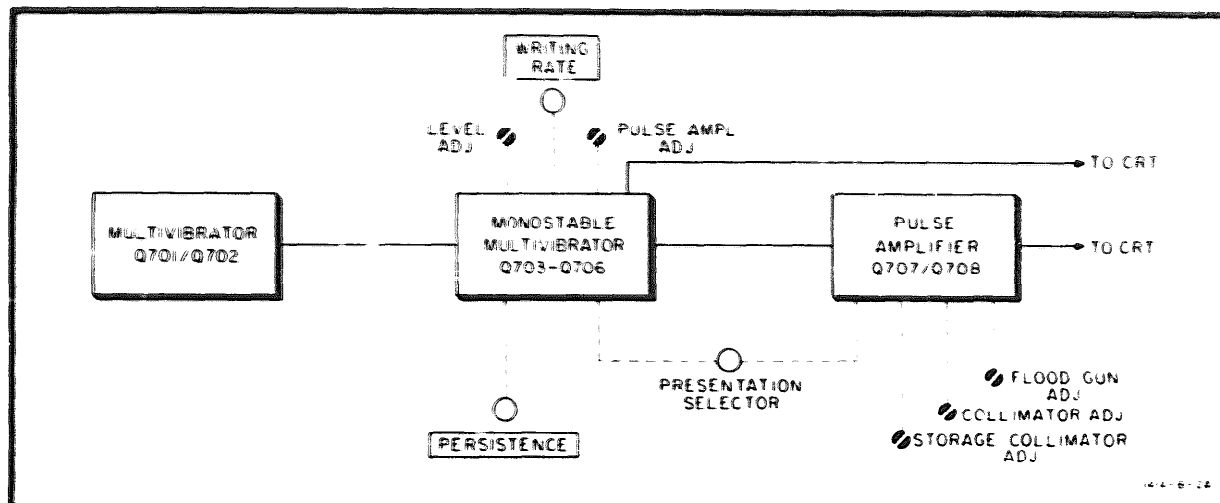 WRITING
RATE
LEVEL
ADJ
PULSE AMPL
ADJ
TO CRT
MULTIVIBRATOR
Q701/Q702
MONOSTABLE
MULTIVIBRATOR
Q703-Q706
PULSE
AMPLIFIER
Q707/Q708
TO CRT
PRESENTATION
SELECTOR
FLOOD GUN
ADJ
COLLIMATOR ADJ
STORAGE COLLIMATOR
ADJ
PERSISTENCE